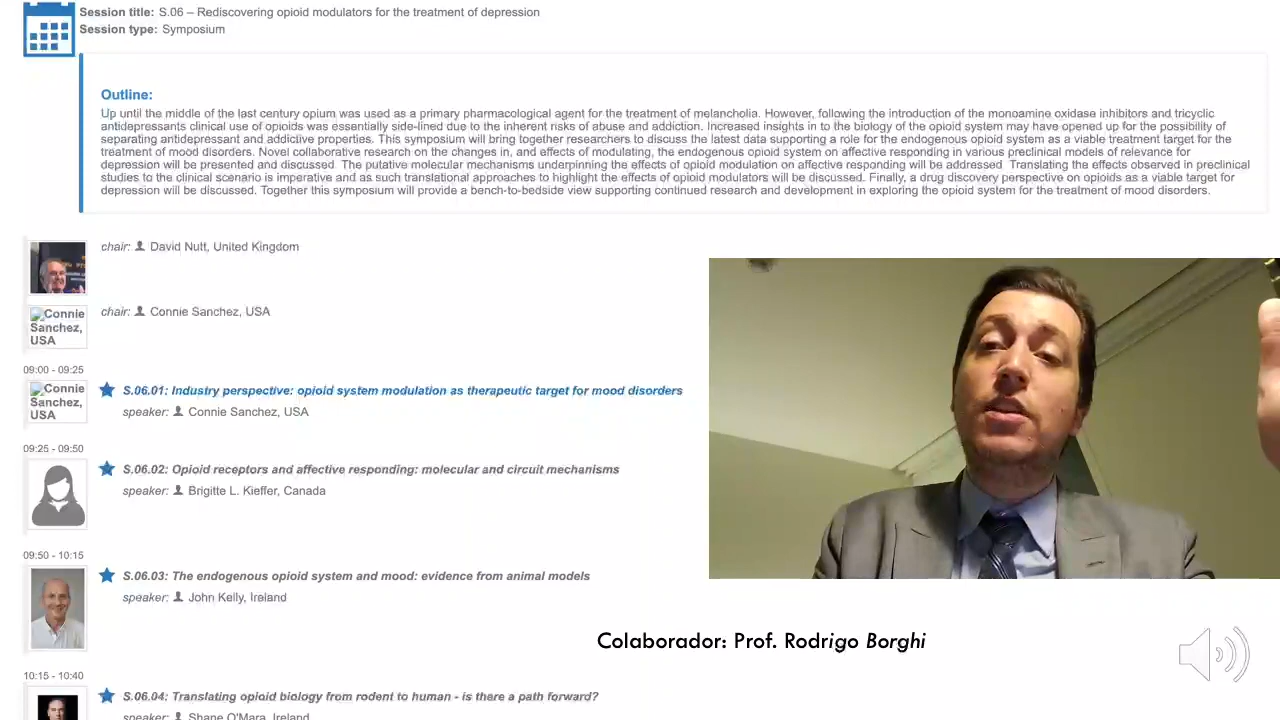 Session title: S.06 – Rediscovering opioid modulators for the treatment of depression
Session type: Symposium
Outline:
Up until the middle of the last century opium was used as a primary pharmacological agent for the treatment of melancholia. However, following the introduction of the monoamine oxidase inhibitors and tricyclic
antidepressants clinical use of opioids was essentially side-lined due to the inherent risks of abuse and addiction. Increased insights in to the biology of the opioid system may have opened up for the possibility of
separating antidepressant and addictive properties. This symposium will bring together researchers to discuss the latest data supporting a role for the endogenous opioid system as a viable treatment target for the
treatment of mood disorders. Novel collaborative research on the changes in, and effects of modulating, the endogenous opioid system on affective responding in various preclinical models of relevance for
depression will be presented and discussed. The putative molecular mechanisms underpinning the effects of opioid modulation on affective responding will be addressed. Translating the effects observed in preclinical
studies to the clinical scenario is imperative and as such translational approaches to highlight the effects of opioid modulators will be discussed. Finally, a drug discovery perspective on opioids as a viable target for
depression will be discussed. Together this symposium will provide a bench-to-bedside view supporting continued research and development in exploring the opioid system for the treatment of mood disorders.
chair: David Nutt, United Kingdom
Connie
Sanchez,
USA
chair: Connie Sanchez, USA
09:00 - 09:25
Connie
Sanchez,
USA
S.06.01: Industry perspective: opioid system modulation as therapeutic target for mood disorders
speaker: Connie Sanchez, USA
09:25 - 09:50
S.06.02: Opioid receptors and affective responding: molecular and circuit mechanisms
speaker: Brigitte L. Kieffer, Canada
09:50 - 10:15
S.06.03: The endogenous opioid system and mood: evidence from animal models
speaker: John Kelly, Ireland
Colaborador: Prof. Rodrigo Borghi
10:15 - 10:40
S.06.04: Translating opioid biology from rodent to human - is there a path forward?
speaker: Shane O'Mara, Ireland